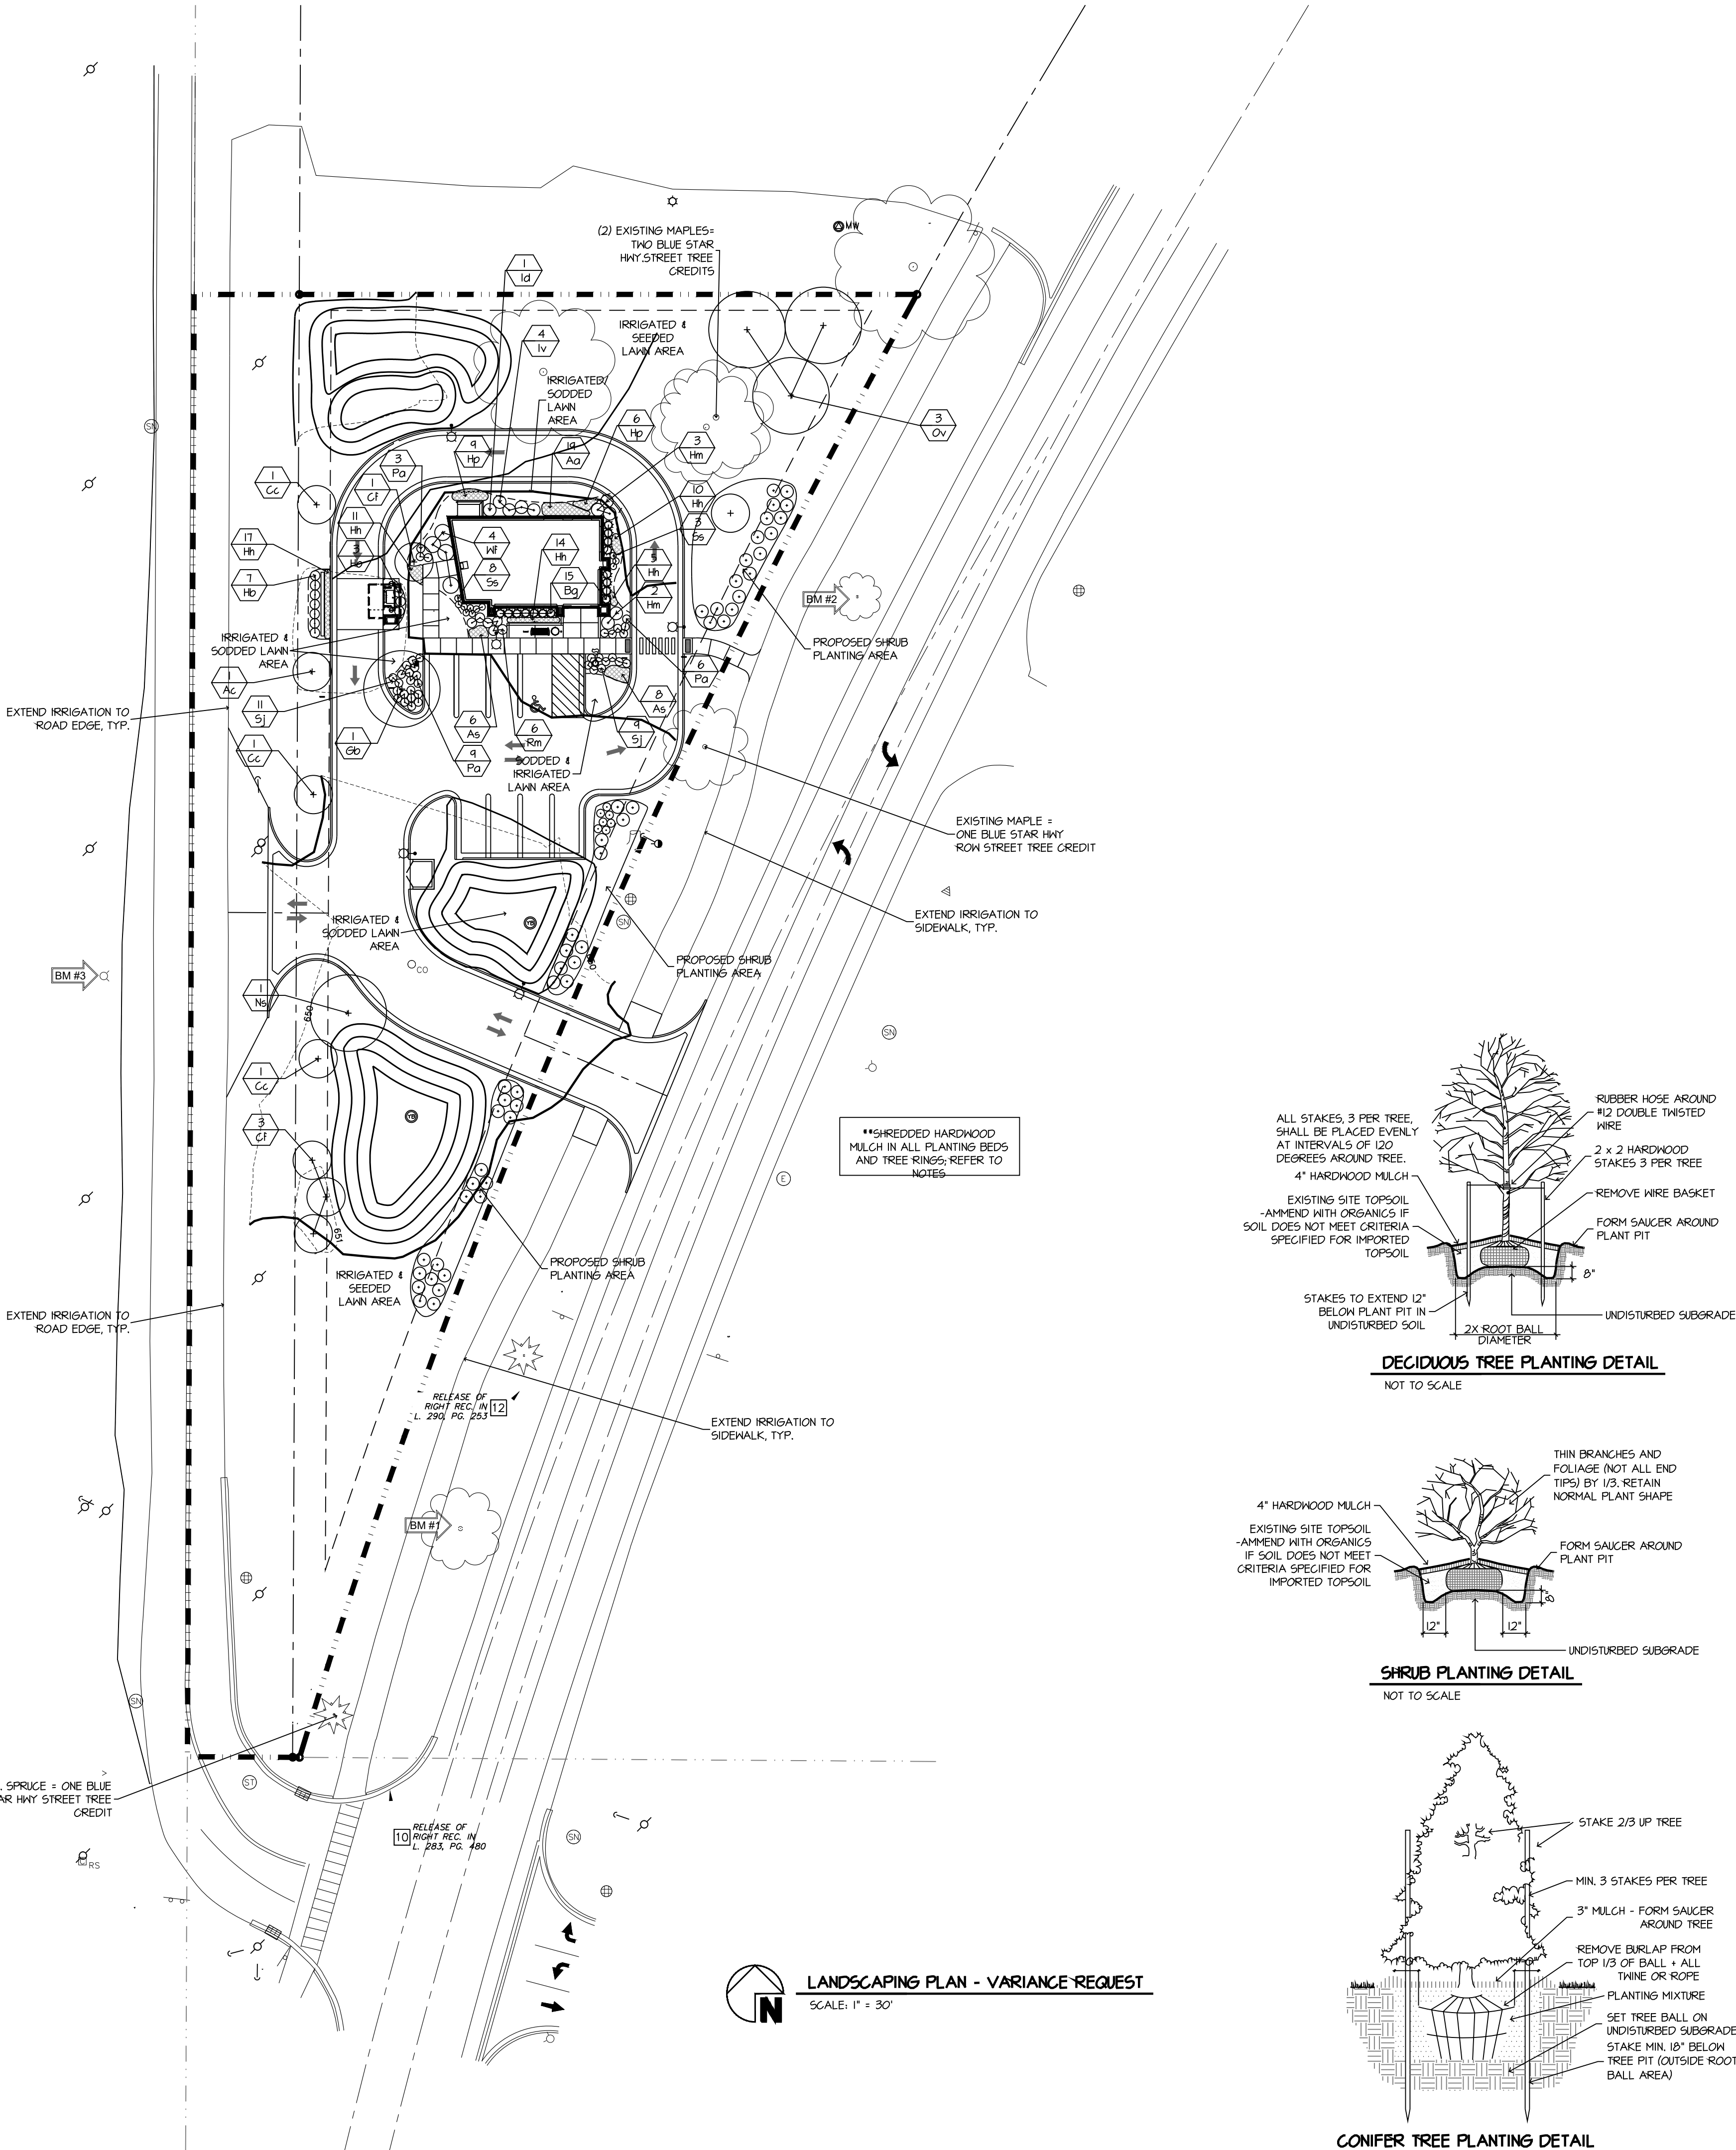 (2) EXISTING MAPLES=
TWO BLUE STAR
HWY.STREET TREE
CREDITS
MW
1
Id
4
Iv
IRRIGATED &
SEEDED
LAWN AREA
IRRIGATED/
SODDED
LAWN
AREA
3
Ov
6
Hp
3
Hm
9
Hp
19
Aa
3
Pa
1
Cf
1
Cc
10
Hh
3
Ss
11
Hh
3
Hb
17
Hh
7
Hb
4
Wf
8
Ss
14
Hh
15
Bg
5
Hh
2
Hm
SN
BM #2
PROPOSED SHRUB
PLANTING AREA
IRRIGATED &
SODDED LAWN
AREA
1
Ac
6
Pa
EXTEND IRRIGATION TO
ROAD EDGE, TYP.
11
Sj
8
As
1
Cc
1
Gb
6
As
6
Rm
9
Sj
9
Pa
SODDED &
IRRIGATED
LAWN AREA
EXISTING MAPLE =
ONE BLUE STAR HWY
ROW STREET TREE CREDIT
EXTEND IRRIGATION TO
SIDEWALK, TYP.
IRRIGATED &
SODDED LAWN
AREA
YB
SN
CO
PROPOSED SHRUB
PLANTING AREA
BM #3
1
Ns
650
SN
1
Cc
YB
3
Cf
**SHREDDED HARDWOOD
MULCH IN ALL PLANTING BEDS
AND TREE RINGS; REFER TO
NOTES
E
651
PROPOSED SHRUB
PLANTING AREA
IRRIGATED &
SEEDED
LAWN AREA
EXTEND IRRIGATION TO
ROAD EDGE, TYP.
RELEASE OF
RIGHT REC. IN
L. 290, PG. 253
12
EXTEND IRRIGATION TO
SIDEWALK, TYP.
BM #1
SN
. SPRUCE = ONE BLUE
AR HWY STREET TREE
CREDIT
ST
10
RELEASE OF
RIGHT REC. IN
L. 283, PG. 480
SN
RS
N
LANDSCAPING PLAN - VARIANCE REQUEST
SCALE: 1" = 30'
ALL STAKES, 3 PER TREE,
SHALL BE PLACED EVENLY
AT INTERVALS OF 120
DEGREES AROUND TREE.
4" HARDWOOD MULCH
EXISTING SITE TOPSOIL
-AMMEND WITH ORGANICS IF
SOIL DOES NOT MEET CRITERIA
SPECIFIED FOR IMPORTED
TOPSOIL
STAKES TO EXTEND 12"
BELOW PLANT PIT IN
UNDISTURBED SOIL
RUBBER HOSE AROUND
#12 DOUBLE TWISTED
WIRE
2 x 2 HARDWOOD
STAKES 3 PER TREE
REMOVE WIRE BASKET
FORM SAUCER AROUND
PLANT PIT
8"
UNDISTURBED SUBGRADE
2X ROOT BALL
DIAMETER
DECIDUOUS TREE PLANTING DETAIL
NOT TO SCALE
THIN BRANCHES AND
FOLIAGE (NOT ALL END
TIPS) BY 1/3. RETAIN
NORMAL PLANT SHAPE
4" HARDWOOD MULCH
EXISTING SITE TOPSOIL
-AMMEND WITH ORGANICS
IF SOIL DOES NOT MEET
CRITERIA SPECIFIED FOR
IMPORTED TOPSOIL
FORM SAUCER AROUND
PLANT PIT
8"
12"
12"
UNDISTURBED SUBGRADE
SHRUB PLANTING DETAIL
NOT TO SCALE
STAKE 2/3 UP TREE
MIN. 3 STAKES PER TREE
3" MULCH - FORM SAUCER
AROUND TREE
REMOVE BURLAP FROM
TOP 1/3 OF BALL + ALL
TWINE OR ROPE
PLANTING MIXTURE
SET TREE BALL ON
UNDISTURBED SUBGRADE
STAKE MIN. 18" BELOW
TREE PIT (OUTSIDE ROOT
BALL AREA)
CONIFER TREE PLANTING DETAIL